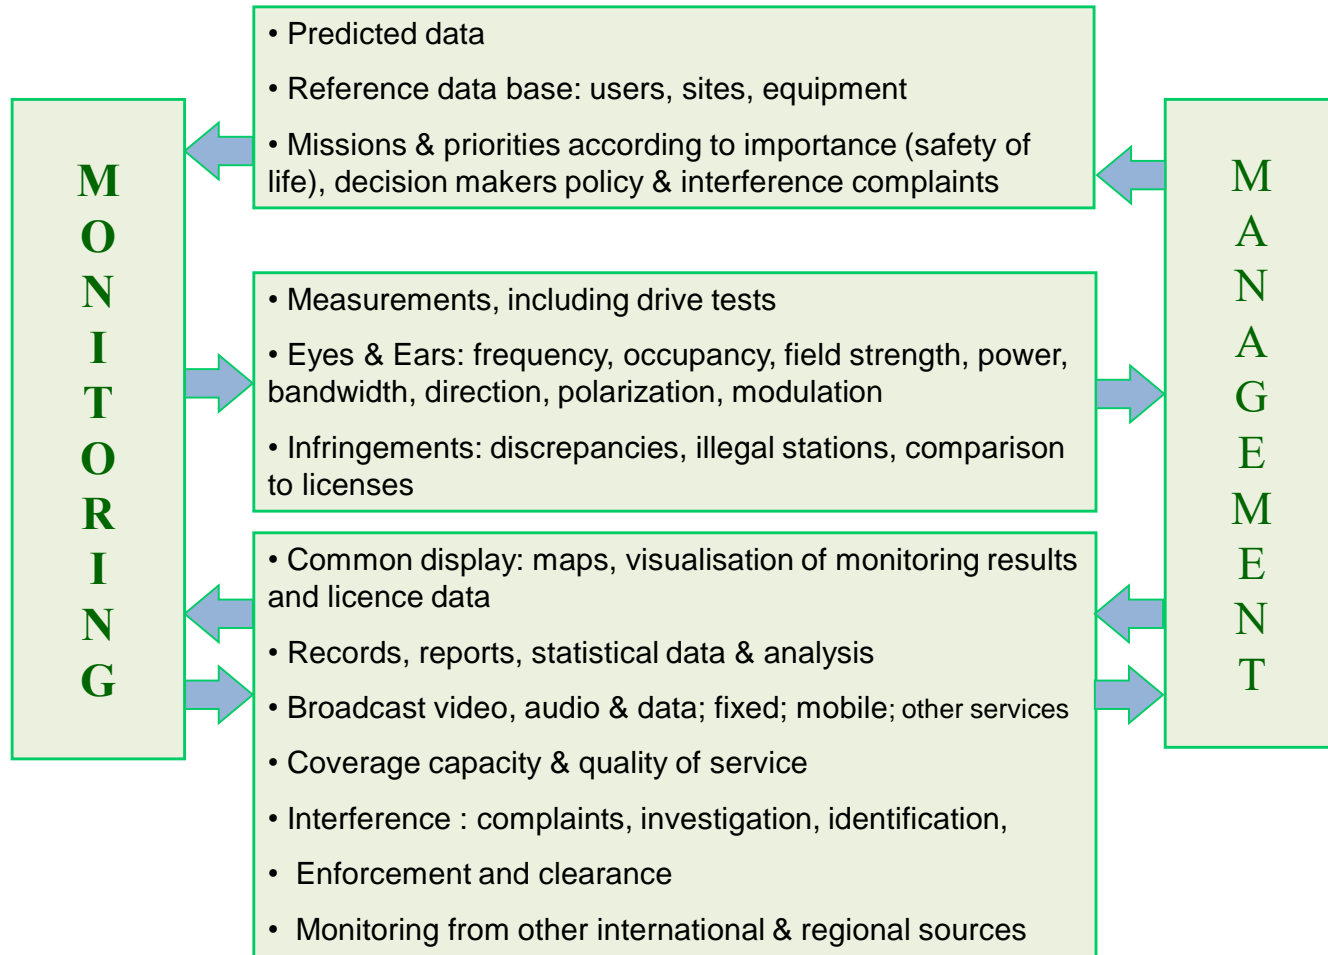 • Predicted data
• Reference data base: users, sites, equipment
• Missions & priorities according to importance (safety of
life), decision makers policy & interference complaints
M
O
N
I
T
O
R
I
N
G
• Measurements, including drive tests
• Eyes & Ears: frequency, occupancy, field strength, power,
bandwidth, direction, polarization, modulation
• Infringements: discrepancies, illegal stations, comparison
to licenses
• Common display: maps, visualisation of monitoring results
and licence data
• Records, reports, statistical data & analysis
• Broadcast video, audio & data; fixed; mobile; other services
• Coverage capacity & quality of service
• Interference : complaints, investigation, identification,
• Enforcement and clearance
• Monitoring from other international & regional sources
M
A
N
A
G
E
M
E
N
T